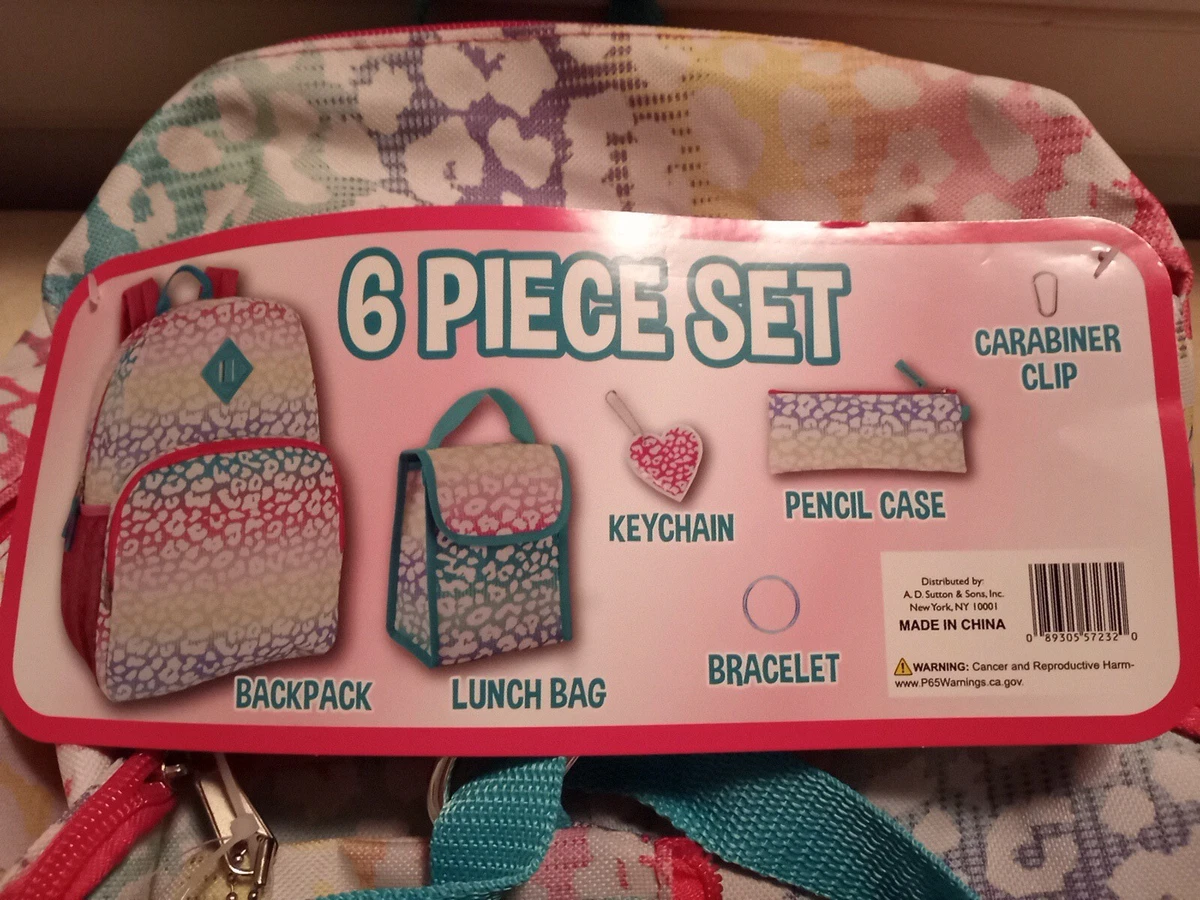 6 PIECE SET
CARABINER
CLIP
KEYCHAIN
PENCIL CASE
BACKPACK
LUNCH BAG
BRACELET
Distributed by:
A. D. Sutton & Sons, Inc.
New York, NY 10001
MADE IN CHINA
0 89305 57232 0
WARNING: Cancer and Reproductive Harm-
www.P65Warnings.ca.gov.